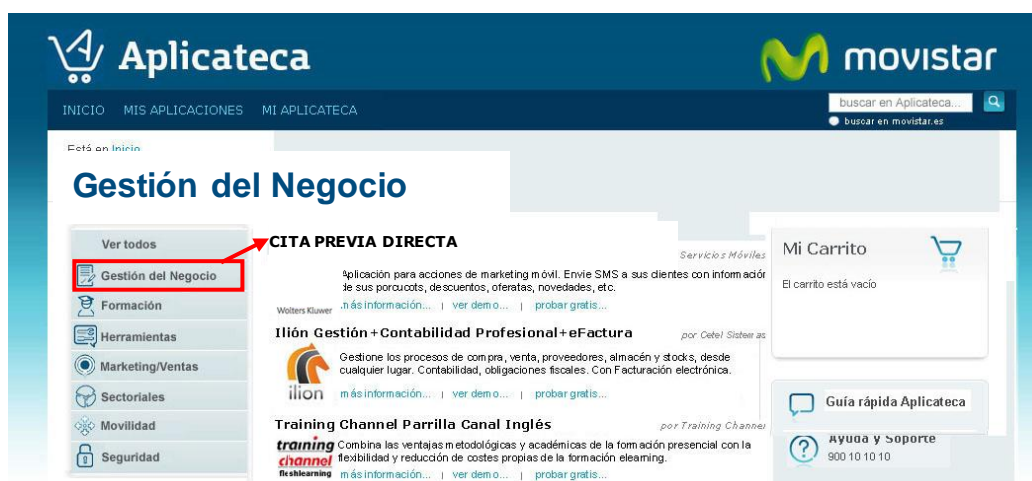 Aplicateca
movistar
INICIO MIS APLICACIONES MI APLICATECA
buscar en Aplicateca...
buscar en movistar.es
Está en Inicio
Gestión del Negocio
Ver todos
Gestión del Negocio
Formación
Herramientas
Marketing/Ventas
Sectoriales
Movilidad
Seguridad
CITA PREVIA DIRECTA
Servicios Móviles
Aplicación para acciones de marketing móvil. Envie SMS a sus clientes con información
de sus porcucots, descuentos, oferatas, novedades, etc.
Wolters Kluwer
más información... | ver demo... | probar gratis...
Ilión Gestión+Contabilidad Profesional+eFactura
por Cetel Sistemas
Gestione los procesos de compra, venta, proveedores, almacén y stocks, desde
cualquier lugar. Contabilidad, obligaciones fiscales. Con Facturación electrónica.
ilion
más información... | ver demo... | probar gratis...
Training Channel Parrilla Canal Inglés
por Training Channel
training
channel
fleshlearning
Combina las ventajas metodológicas y académicas de la formación presencial con la
flexibilidad y reducción de costes propias de la formación elearning.
más información... | ver demo... | probar gratis...
Mi Carrito
El carrito está vacío
Guía rápida Aplicateca
Ayuda y Soporte
900 10 10 10